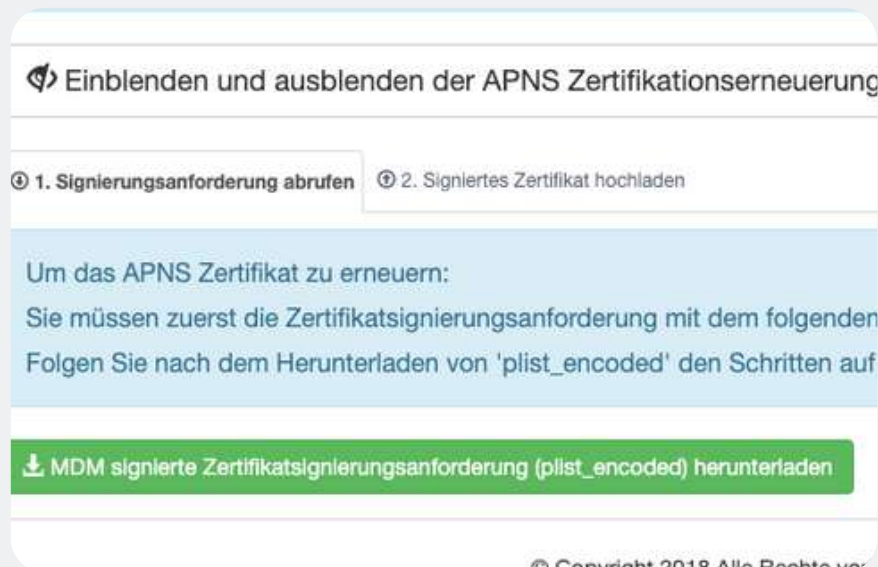 Einblenden und ausblenden der APNS Zertifikationserneuerung
1. Signierungsanforderung abrufen
2. Signiertes Zertifikat hochladen
Um das APNS Zertifikat zu erneuern:
Sie müssen zuerst die Zertifikatsignierungsanforderung mit dem folgenden
Folgen Sie nach dem Herunterladen von 'plist_encoded' den Schritten auf
MDM signierte Zertifikatsignierungsanforderung (plist_encoded) herunterladen
© Copyright 2018 Alle Rechte